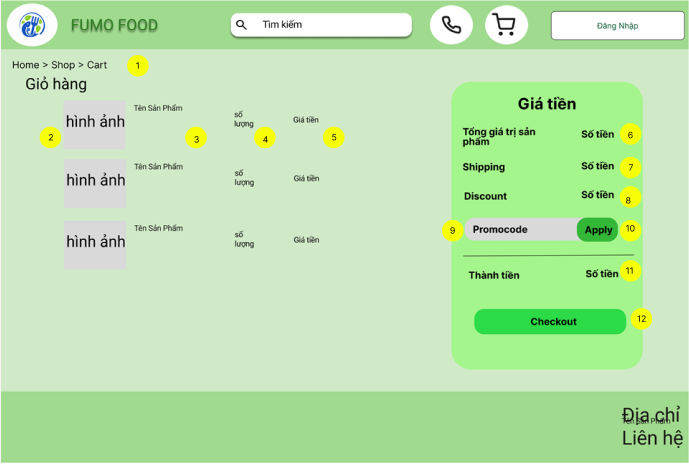 FUMO FOOD
Tìm kiếm
Đăng Nhập
Home > Shop > Cart
1
Giỏ hàng
hình ảnh
2
Tên Sản Phẩm
3
số
lượng
4
Giá tiền
5
hình ảnh
Tên Sản Phẩm
số
lượng
Giá tiền
hình ảnh
Tên Sản Phẩm
số
lượng
Giá tiền
Giá tiền
Tổng giá trị sản
phẩm
Số tiền
6
Shipping
Số tiền
7
Discount
Số tiền
8
9
Promocode
Apply
10
Thành tiền
Số tiền
11
Checkout
12
Địa chỉ
Tên Sản Phẩm
Liên hệ